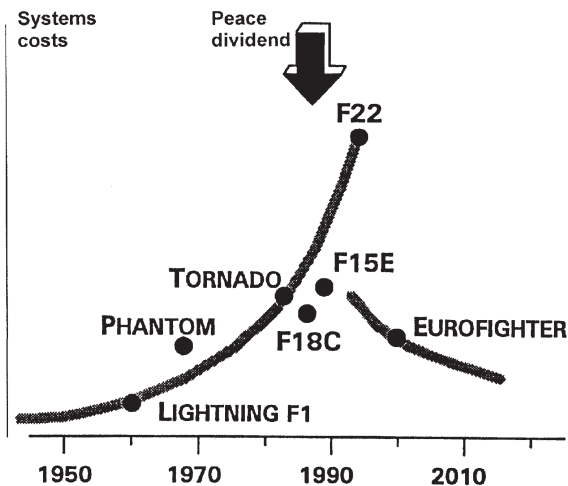 Systems
costs
Peace
dividend
F22
F15E
TORNADO
F18C
PHANTOM
EUROFIGHTER
LIGHTNING F1
1950
1970
1990
2010